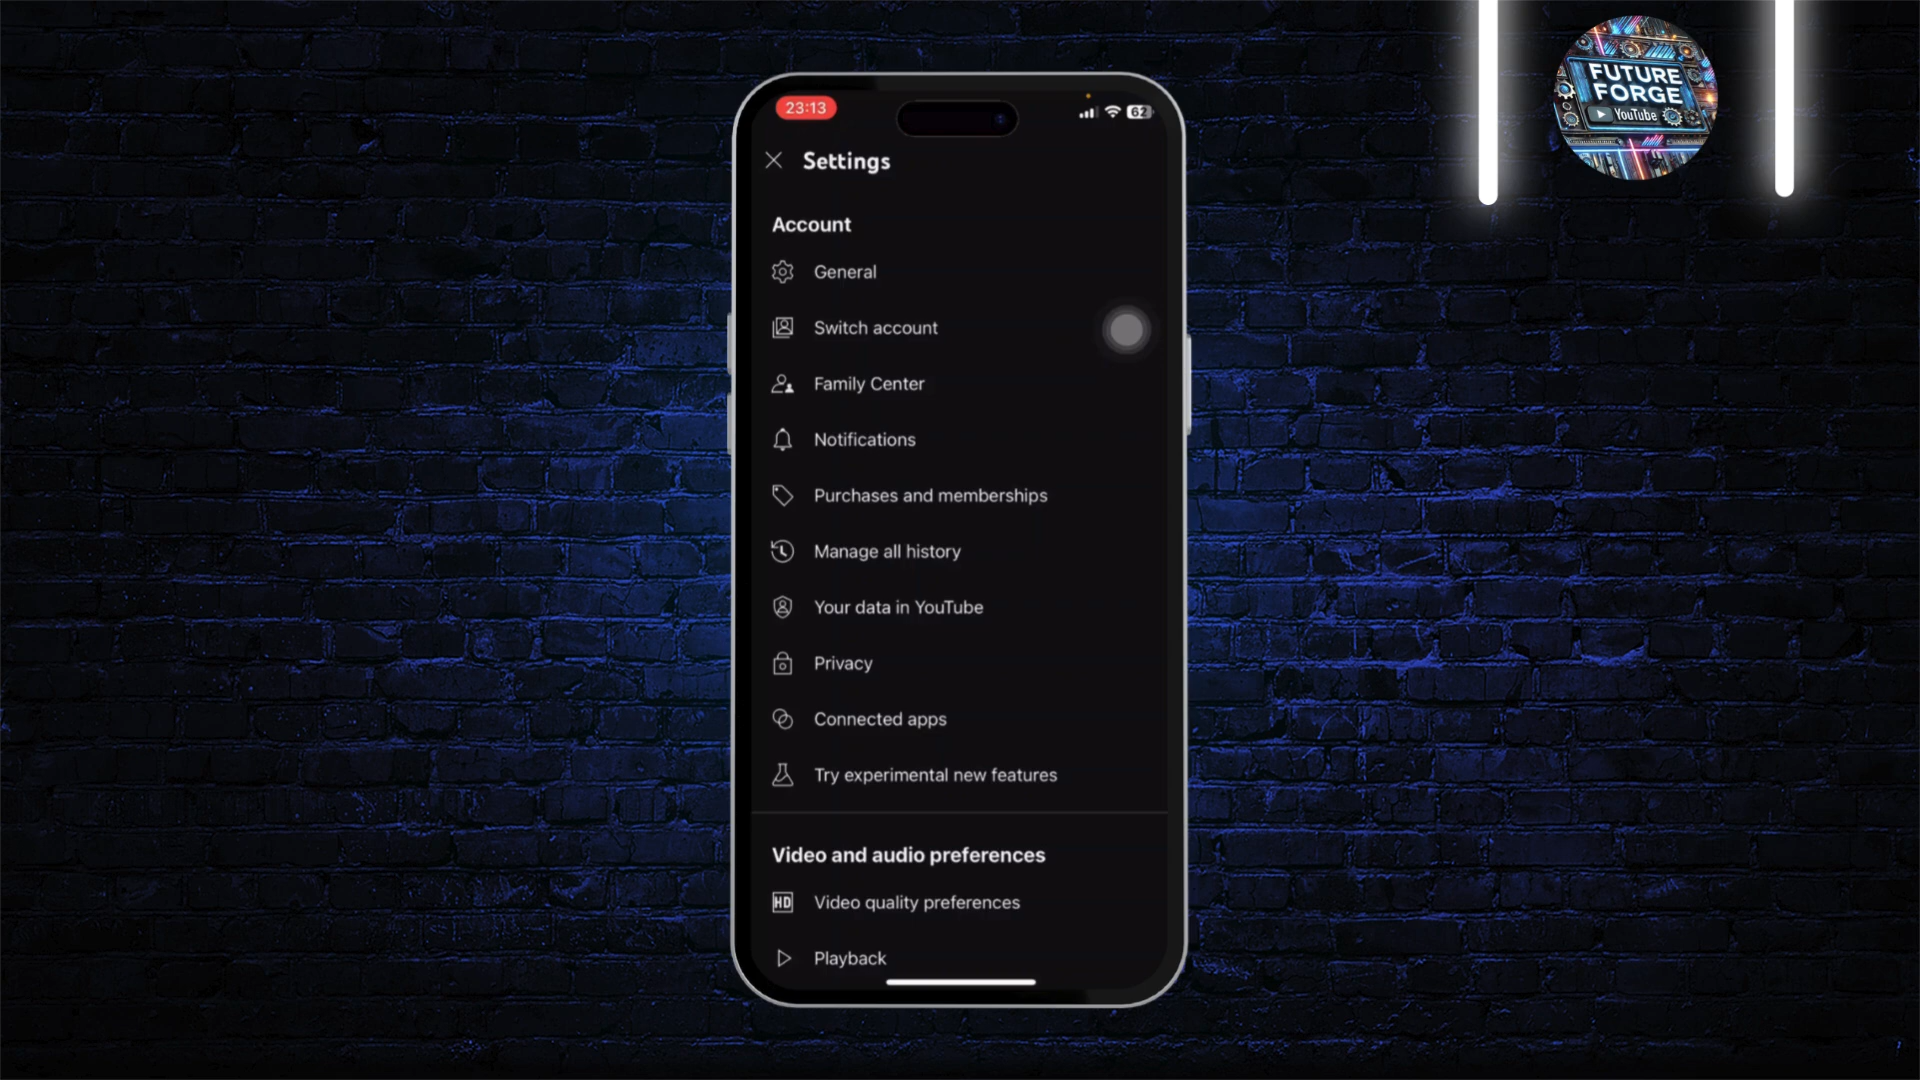 FUTURE
FORGE
YouTube
23:13
62
Settings
Account
General
Switch account
Family Center
Notifications
Purchases and memberships
Manage all history
Your data in YouTube
Privacy
Connected apps
Try experimental new features
Video and audio preferences
HD Video quality preferences
Playback